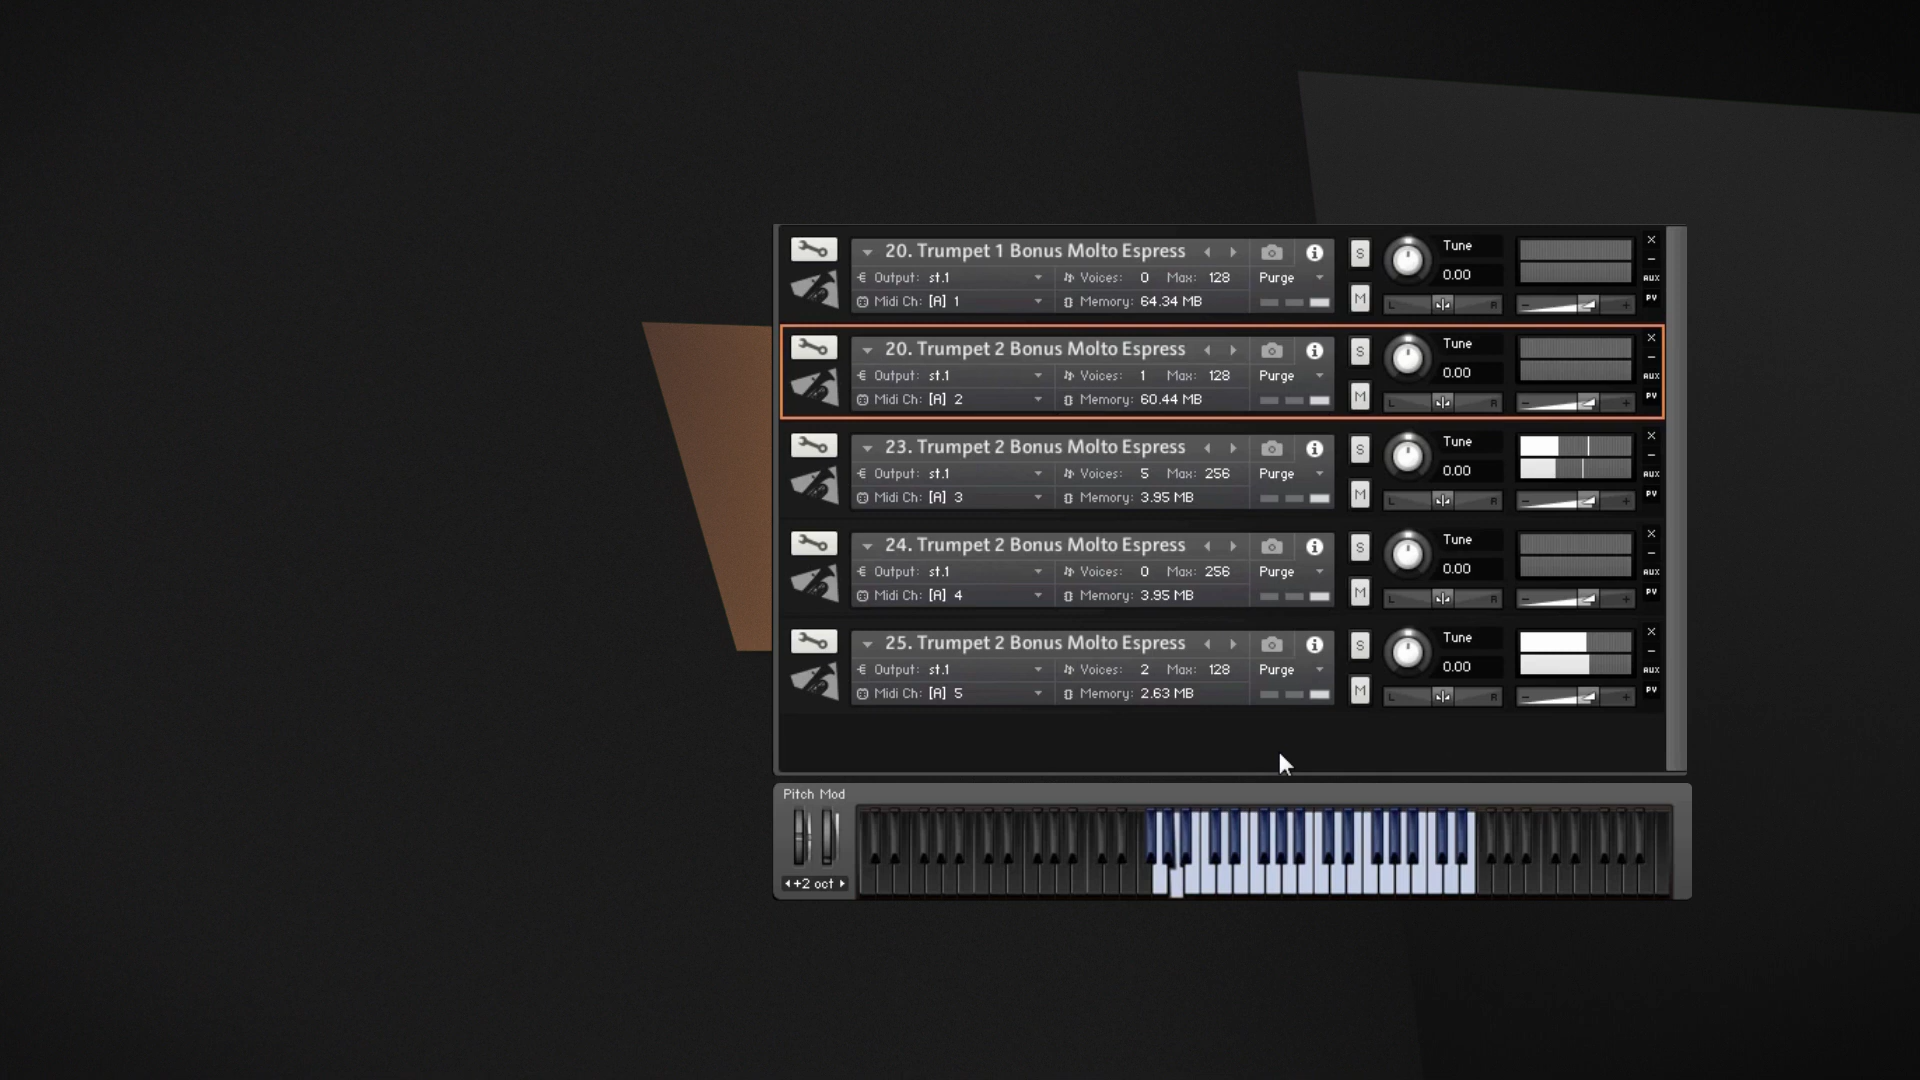 20. Trumpet 1 Bonus Molto Espress
Output: st.1 Voices: 0 Max: 128 Purge
Midi Ch: [A] 1 Memory: 64.34 MB
S
M
Tune
0.00
L R
- +
×
-
AUX
PV
20. Trumpet 2 Bonus Molto Espress
Output: st.1 Voices: 1 Max: 128 Purge
Midi Ch: [A] 2 Memory: 60.44 MB
S
M
Tune
0.00
L R
- +
×
-
AUX
PV
23. Trumpet 2 Bonus Molto Espress
Output: st.1 Voices: 5 Max: 256 Purge
Midi Ch: [A] 3 Memory: 3.95 MB
S
M
Tune
0.00
L R
- +
×
-
AUX
PV
24. Trumpet 2 Bonus Molto Espress
Output: st.1 Voices: 0 Max: 256 Purge
Midi Ch: [A] 4 Memory: 3.95 MB
S
M
Tune
0.00
L R
- +
×
-
AUX
PV
25. Trumpet 2 Bonus Molto Espress
Output: st.1 Voices: 2 Max: 128 Purge
Midi Ch: [A] 5 Memory: 2.63 MB
S
M
Tune
0.00
L R
- +
×
-
AUX
PV
Pitch Mod
+2 oct